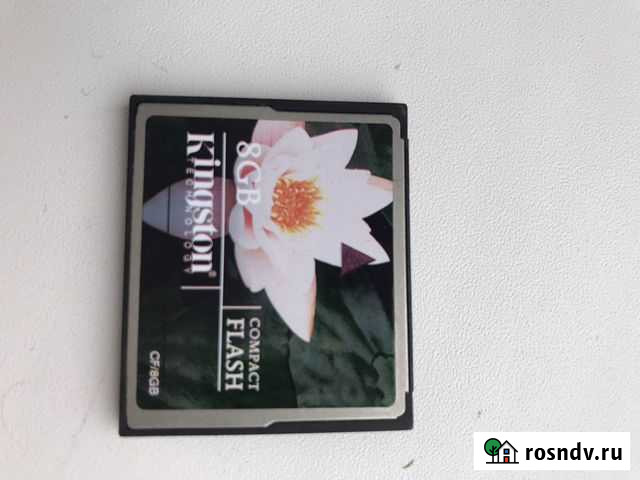 Kingston®
TECHNOLOGY
8GB
COMPACT
FLASH
CF/8GB
rosndv.ru